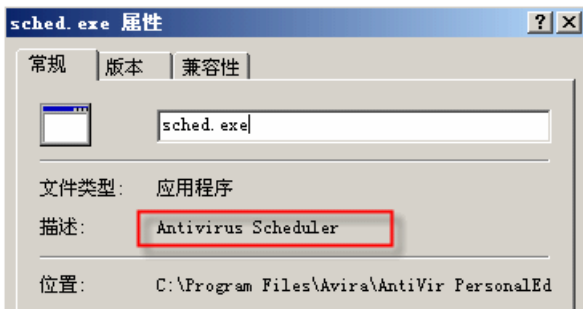 sched.exe 属性
常规 版本 兼容性
sched.exe
文件类型: 应用程序
描述: Antivirus Scheduler
位置: C:\Program Files\Avira\AntiVir PersonalEd